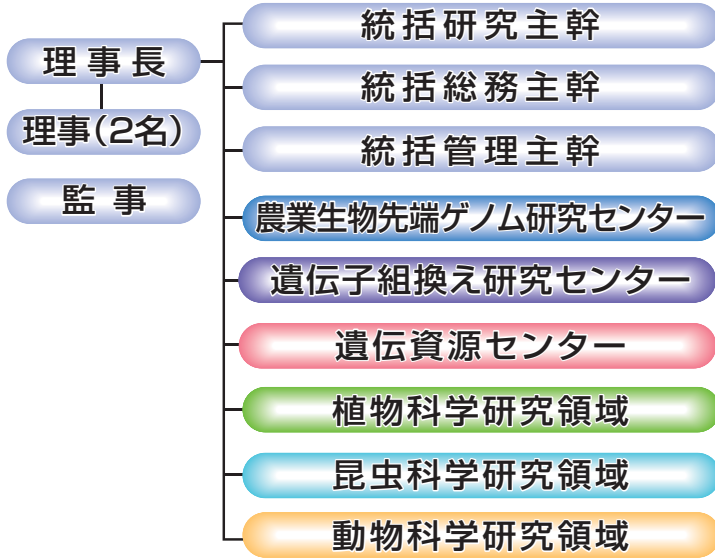 理事長
理事(2名)
監事
統括研究主幹
統括総務主幹
統括管理主幹
農業生物先端ゲノム研究センター
遺伝子組換え研究センター
遺伝資源センター
植物科学研究領域
昆虫科学研究領域
動物科学研究領域